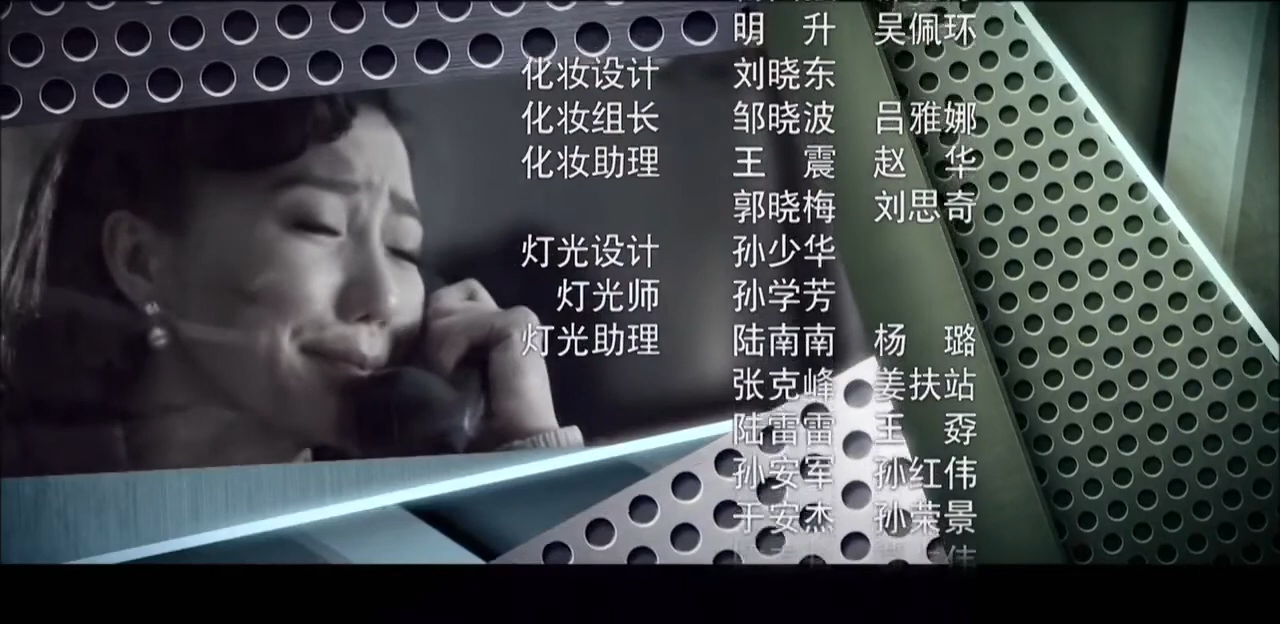 明 升 吴佩环
化妆设计 刘晓东
化妆组长 邹晓波 吕雅娜
化妆助理 王 震 赵 华
郭晓梅 刘思奇
灯光设计 孙少华
灯光师 孙学芳
灯光助理 陆南南 杨 璐
张克峰 姜扶站
陆雷雷 王 孬
孙安军 孙红伟
于安杰 孙荣景
伟